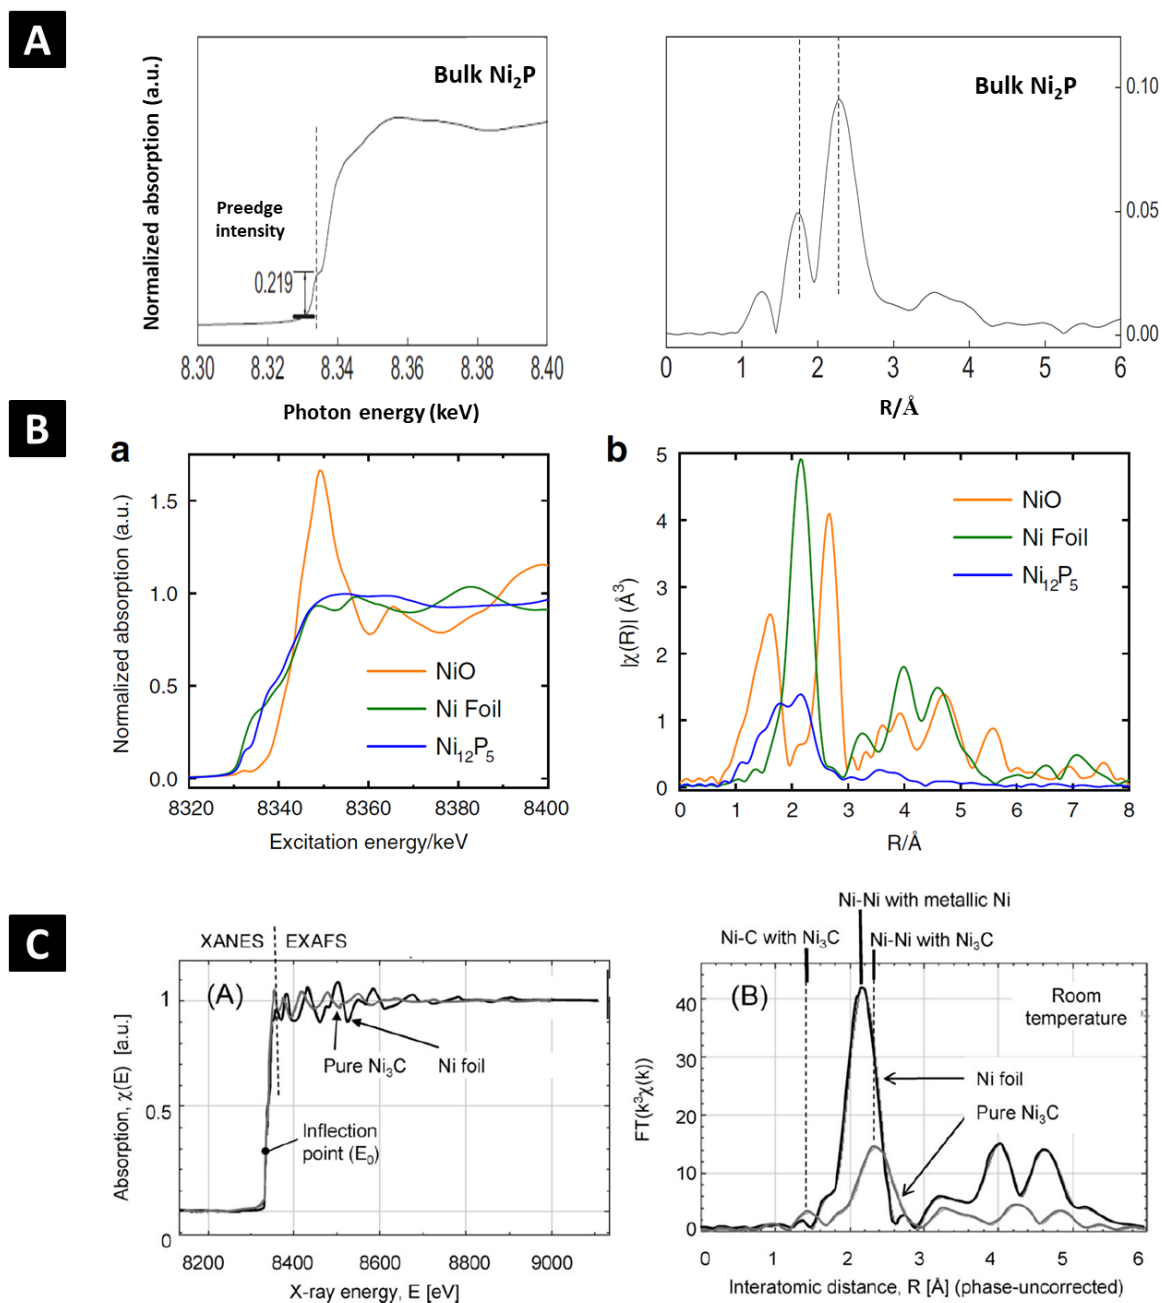 A
Normalized absorption (a.u.)
Bulk Ni₂P
Preedge
intensity
0.219
8.30 8.32 8.34 8.36 8.38 8.40
Photon energy (keV)
Bulk Ni₂P
0.10
0.05
0.00
0 1 2 3 4 5 6
R/Å
B
a
Normalized absorption (a.u.)
1.5
1.0
0.5
0.0
NiO
Ni Foil
Ni₁₂P₅
8320 8340 8360 8380 8400
Excitation energy/keV
b
|χ(R)| (Å³)
5
4
3
2
1
0
NiO
Ni Foil
Ni₁₂P₅
0 1 2 3 4 5 6 7 8
R/Å
C
XANES EXAFS
(A)
Absorption, χ(E) [a.u.]
1
0.5
0
Pure Ni₃C Ni foil
Inflection
point (E₀)
8200 8400 8600 8800 9000
X-ray energy, E [eV]
Ni-Ni with metallic Ni
Ni-C with Ni₃C Ni-Ni with Ni₃C
(B)
Room
temperature
FT(k³χ(k))
40
30
20
10
0
Ni foil
Pure Ni₃C
0 1 2 3 4 5 6
Interatomic distance, R [Å] (phase-uncorrected)